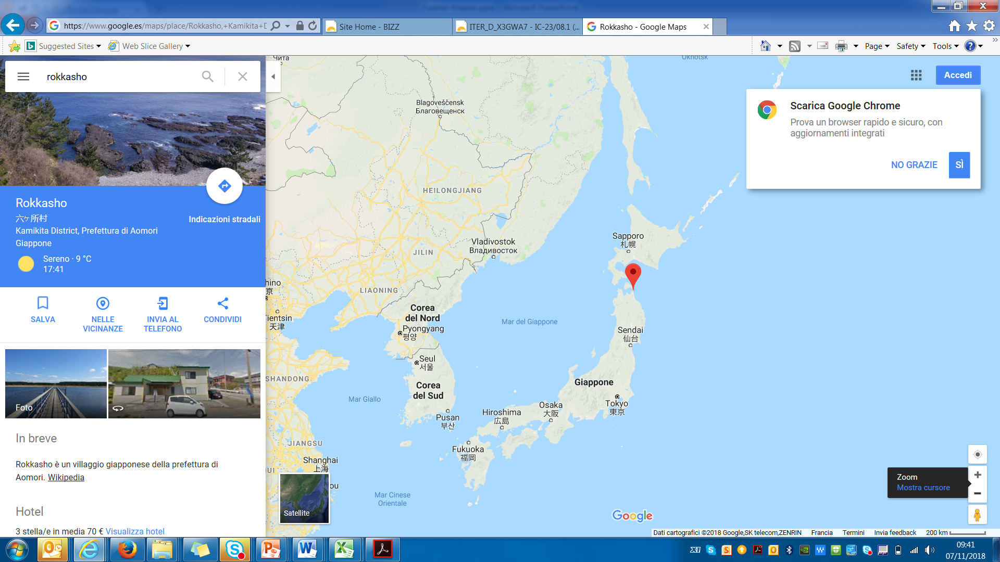 https://www.google.es/maps/place/Rokkasho,+Kamikita+D
Site Home - BIZZ
ITER_D_X3GWA7 - IC-23/08.1 (...
Rokkasho - Google Maps
Suggested Sites
Web Slice Gallery
Page
Safety
Tools
rokkasho
Accedi
Scarica Google Chrome
Prova un browser rapido e sicuro, con
aggiornamenti integrati
NO GRAZIE
SÌ
Rokkasho
六ヶ所村
Kamikita District, Prefettura di Aomori
Giappone
Indicazioni stradali
Sereno · 9 °C
17:41
SALVA
NELLE
VICINANZE
INVIA AL
TELEFONO
CONDIVIDI
Foto
In breve
Rokkasho è un villaggio giapponese della prefettura di
Aomori. Wikipedia
Hotel
3 stella/e in media 70 € Visualizza hotel
Чита
Okhotsk
Blagoveščensk
Благовещенск
HEILONGJIANG
Sapporo
札幌
Vladivostok
Владивосток
JILIN
hino
京
LIAONING
Tientsin
天津
Corea
del Nord
Pyongyang
평양
Mar del Giappone
Sendai
仙台
Seul
서울
SHANDONG
Corea
del Sud
Giappone
Mar Giallo
Tokyo
東京
Osaka
大阪
Hiroshima
広島
Pusan
부산
JIANGSU
Fukuoka
福岡
Shanghai
上海
UI
ou
Mar Cinese
Orientale
Satellite
Zoom
Mostra cursore
Google
Dati cartografici ©2018 Google,SK telecom,ZENRIN
Francia
Termini
Invia feedback
200 km
09:41
07/11/2018